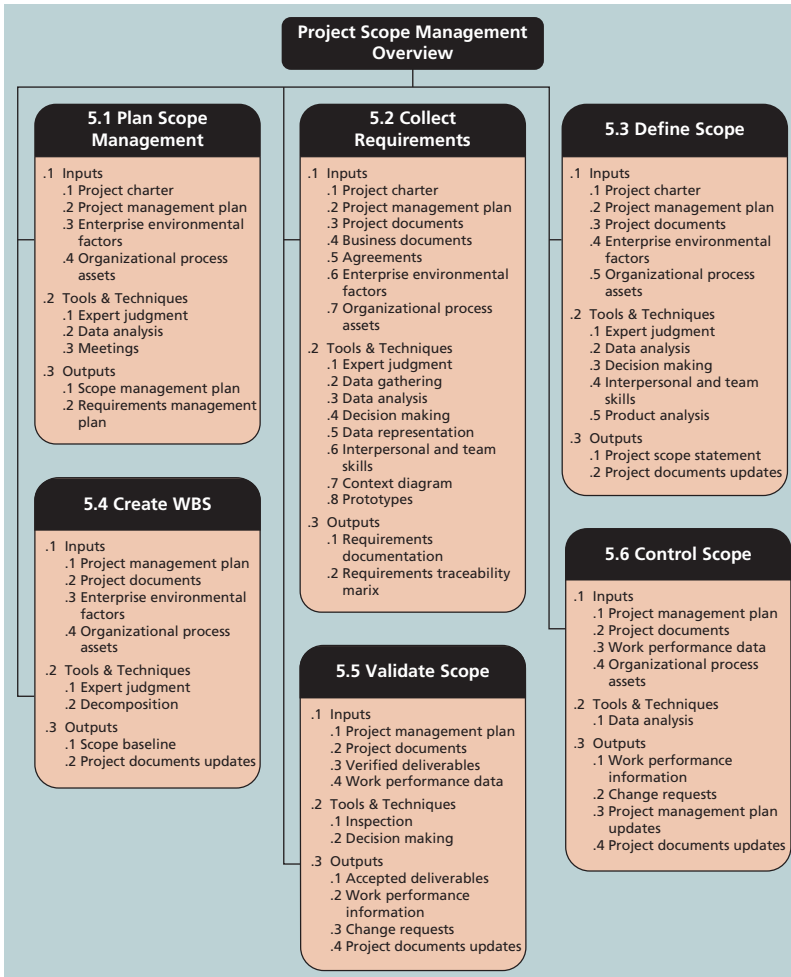 Project Scope Management
Overview
5.1 Plan Scope
Management
.1 Inputs
.1 Project charter
.2 Project management plan
.3 Enterprise environmental
factors
.4 Organizational process
assets
.2 Tools & Techniques
.1 Expert judgment
.2 Data analysis
.3 Meetings
.3 Outputs
.1 Scope management plan
.2 Requirements management
plan
5.2 Collect
Requirements
.1 Inputs
.1 Project charter
.2 Project management plan
.3 Project documents
.4 Business documents
.5 Agreements
.6 Enterprise environmental
factors
.7 Organizational process
assets
.2 Tools & Techniques
.1 Expert judgment
.2 Data gathering
.3 Data analysis
.4 Decision making
.5 Data representation
.6 Interpersonal and team
skills
.7 Context diagram
.8 Prototypes
.3 Outputs
.1 Requirements
documentation
.2 Requirements traceability
marix
5.3 Define Scope
.1 Inputs
.1 Project charter
.2 Project management plan
.3 Project documents
.4 Enterprise environmental
factors
.5 Organizational process
assets
.2 Tools & Techniques
.1 Expert judgment
.2 Data analysis
.3 Decision making
.4 Interpersonal and team
skills
.5 Product analysis
.3 Outputs
.1 Project scope statement
.2 Project documents updates
5.4 Create WBS
.1 Inputs
.1 Project management plan
.2 Project documents
.3 Enterprise environmental
factors
.4 Organizational process
assets
.2 Tools & Techniques
.1 Expert judgment
.2 Decomposition
.3 Outputs
.1 Scope baseline
.2 Project documents updates
5.5 Validate Scope
.1 Inputs
.1 Project management plan
.2 Project documents
.3 Verified deliverables
.4 Work performance data
.2 Tools & Techniques
.1 Inspection
.2 Decision making
.3 Outputs
.1 Accepted deliverables
.2 Work performance
information
.3 Change requests
.4 Project documents updates
5.6 Control Scope
.1 Inputs
.1 Project management plan
.2 Project documents
.3 Work performance data
.4 Organizational process
assets
.2 Tools & Techniques
.1 Data analysis
.3 Outputs
.1 Work performance
information
.2 Change requests
.3 Project management plan
updates
.4 Project documents updates